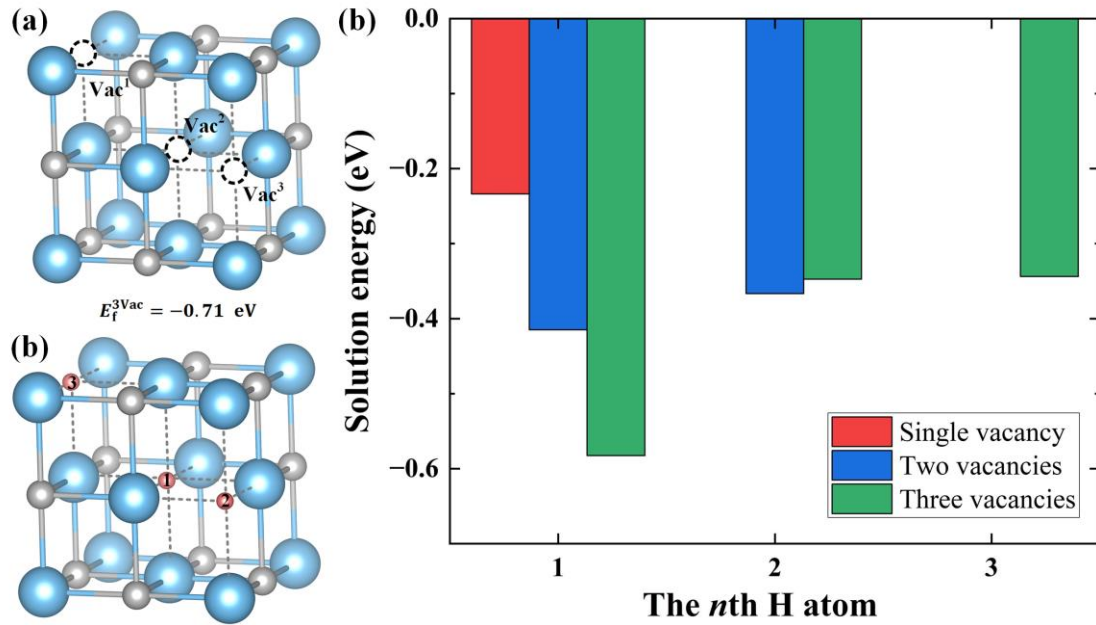 (a)
Vac¹
Vac²
Vac³
E_f^{3Vac} = −0.71 eV
(b)
3
1
2
(b)
Solution energy (eV)
−0.0
−0.2
−0.4
−0.6
1
2
3
The nth H atom
Single vacancy
Two vacancies
Three vacancies